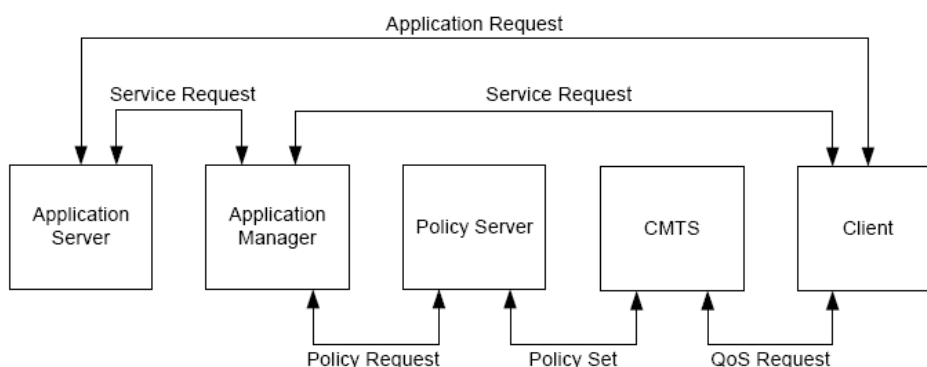 Application Request
Service Request
Service Request
Application
Server
Application
Manager
Policy Server
CMTS
Client
Policy Request
Policy Set
QoS Request